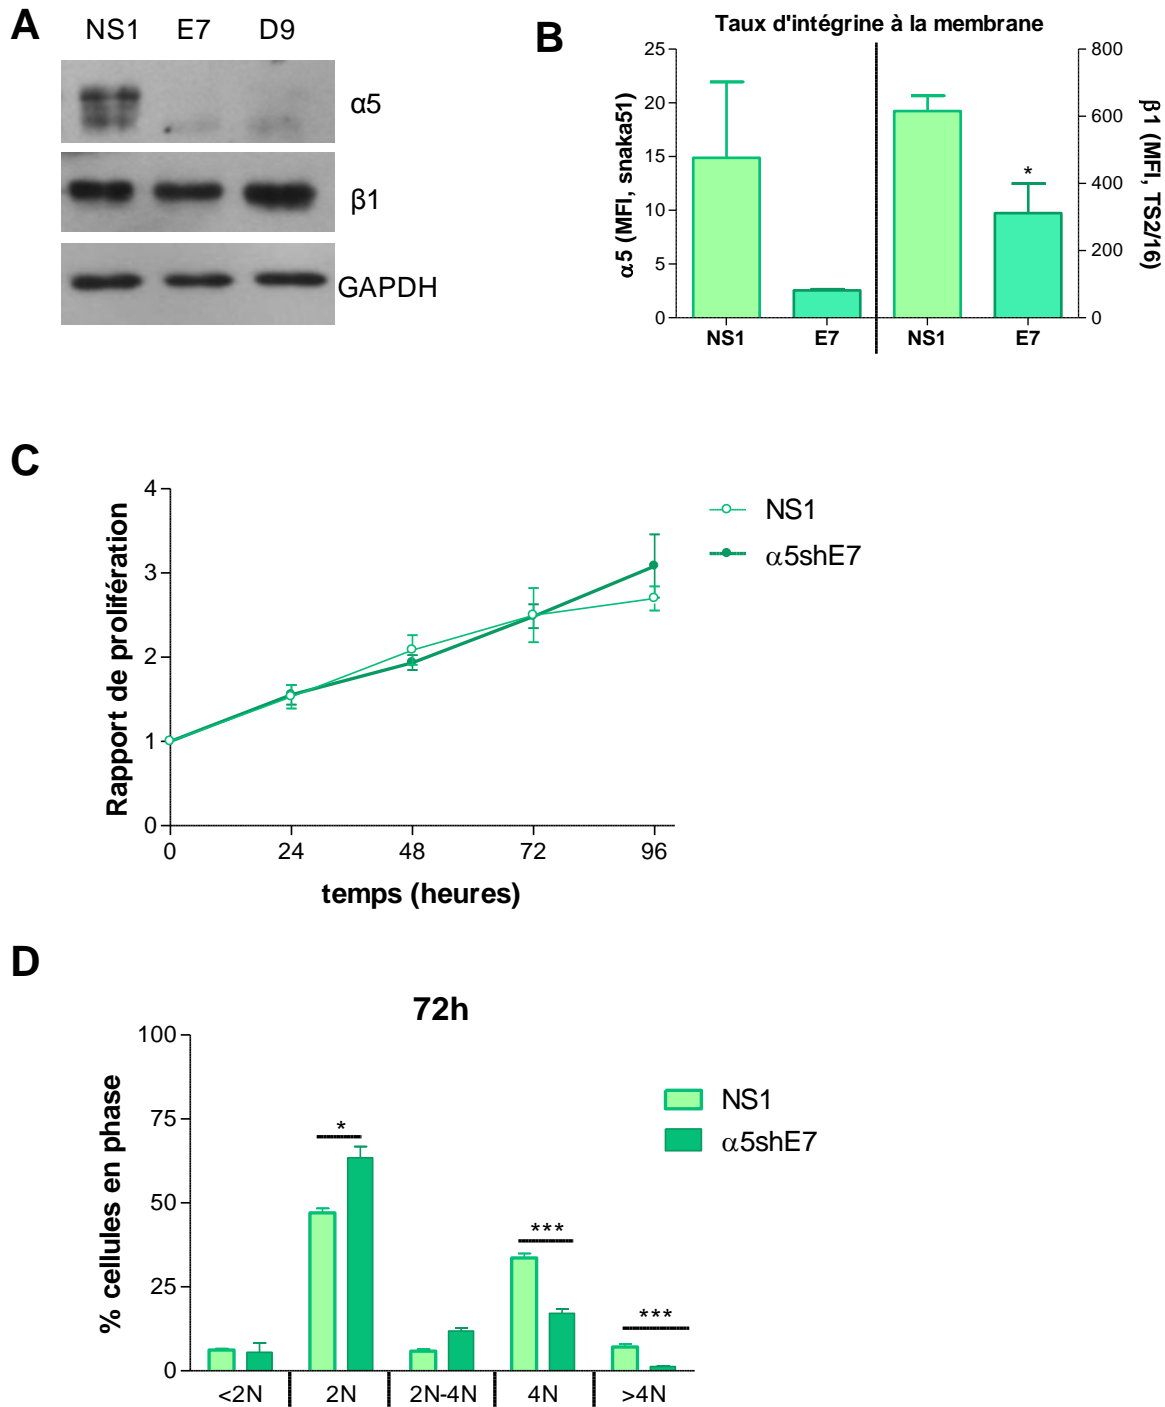 A
NS1 E7 D9
α5
β1
GAPDH
B
Taux d'intégrine à la membrane
α5 (MFI, snaka51)
25
20
15
10
5
0
800
600
400
200
0
β1 (MFI, TS2/16)
*
NS1 E7 NS1 E7
C
Rapport de prolifération
4
3
2
1
0
0 24 48 72 96
temps (heures)
NS1
α5shE7
D
72h
% cellules en phase
100
75
50
25
0
*
***
***
<2N 2N 2N-4N 4N >4N
NS1
α5shE7